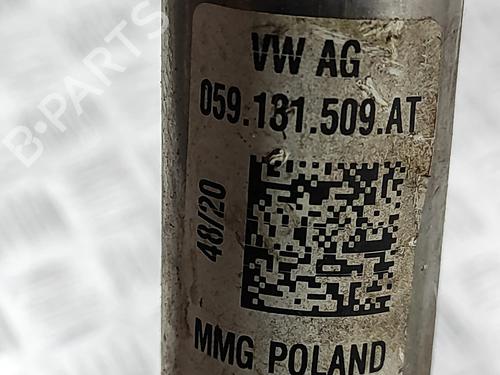 B-PARTS
VW AG
059.131.509.AT
48/20
MMG POLAND